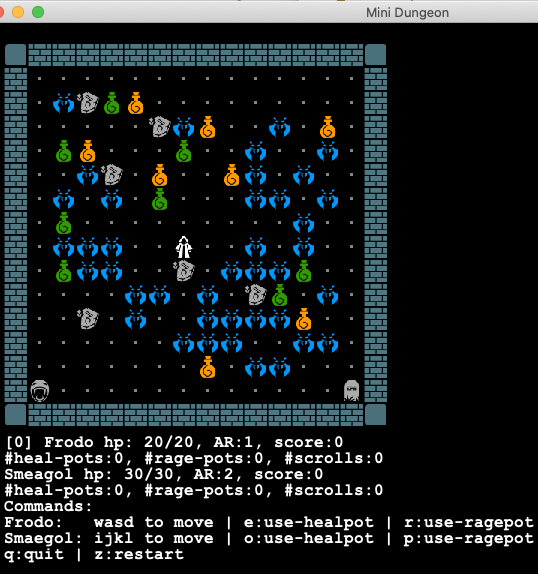 Mini Dungeon
[0] Frodo hp: 20/20, AR:1, score:0
#heal-pots:0, #rage-pots:0, #scrolls:0
Smeagol hp: 30/30, AR:2, score:0
#heal-pots:0, #rage-pots:0, #scrolls:0
Commands:
Frodo:   wasd to move | e:use-healpot | r:use-ragepot
Smaegol: ijkl to move | o:use-healpot | p:use-ragepot
q:quit | z:restart